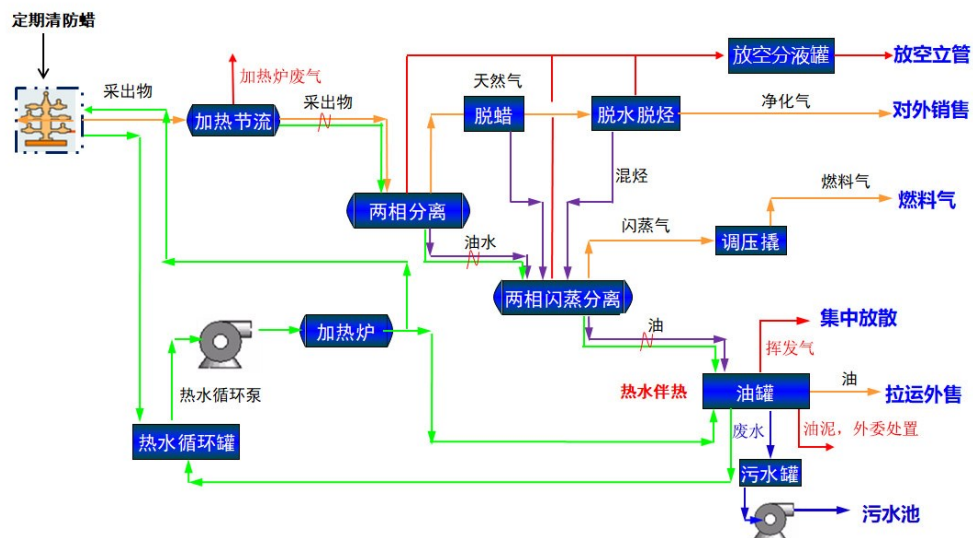 定期清防蜡
采出物
加热炉废气
加热节流
采出物
天然气
脱蜡
脱水脱烃
放空分液罐
放空立管
净化气
对外销售
混烃
两相分离
油水
闪蒸气
调压撬
燃料气
燃料气
两相闪蒸分离
油
加热炉
热水循环泵
热水循环罐
热水伴热
油罐
挥发气
集中放散
油
拉运外售
油泥，外委处置
废水
污水罐
污水池